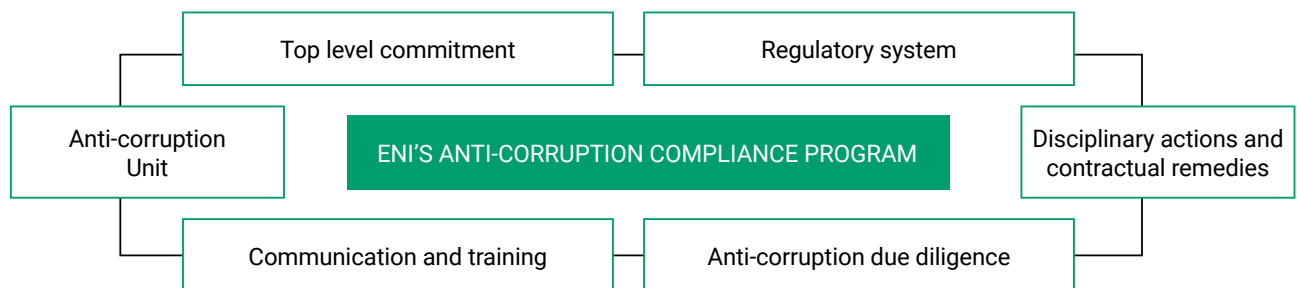 Top level commitment
Regulatory system
Anti-corruption
Unit
ENI’S ANTI-CORRUPTION COMPLIANCE PROGRAM
Disciplinary actions and
contractual remedies
Communication and training
Anti-corruption due diligence